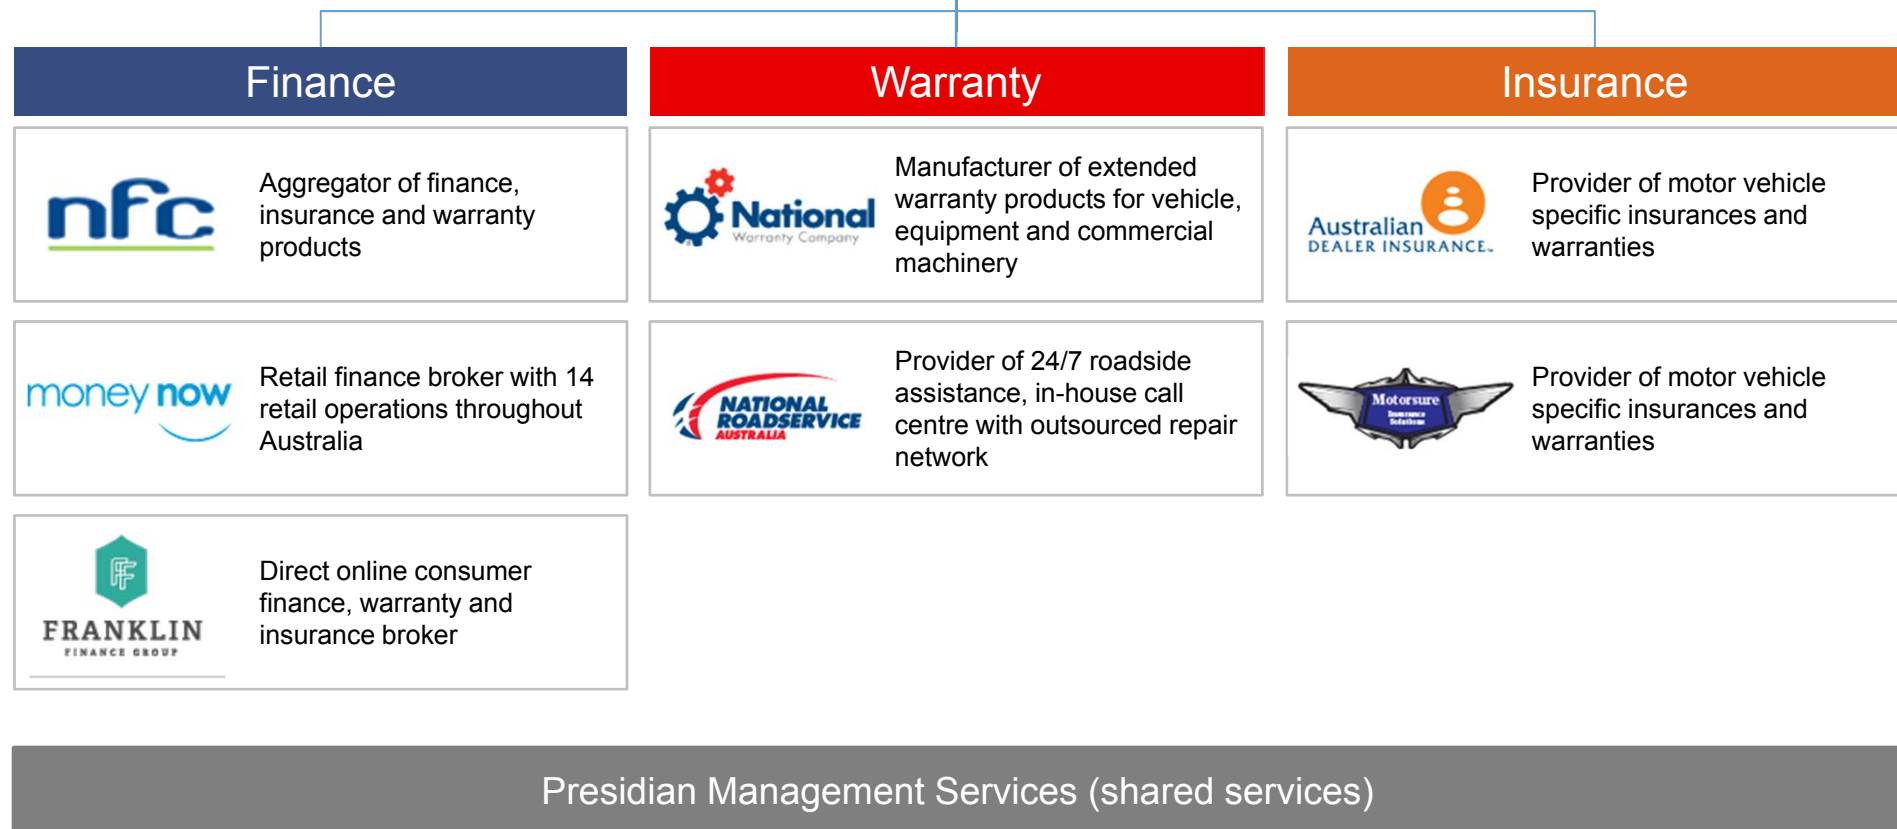 Finance
nfc
Aggregator of finance,
insurance and warranty
products
money now
Retail finance broker with 14
retail operations throughout
Australia
FRANKLIN
FINANCE GROUP
Direct online consumer
finance, warranty and
insurance broker
Warranty
National
Warranty Company
Manufacturer of extended
warranty products for vehicle,
equipment and commercial
machinery
NATIONAL
ROADSERVICE
AUSTRALIA
Provider of 24/7 roadside
assistance, in-house call
centre with outsourced repair
network
Insurance
Australian
DEALER INSURANCE
Provider of motor vehicle
specific insurances and
warranties
Motorsure
Insurance
Solutions
Provider of motor vehicle
specific insurances and
warranties
Presidian Management Services (shared services)